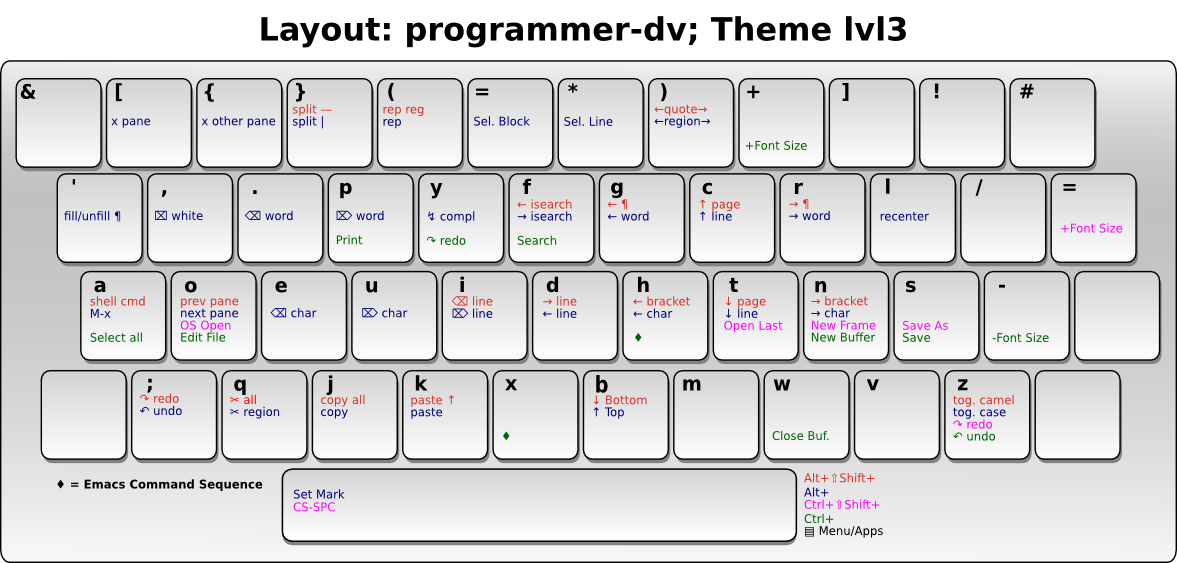 Layout: programmer-dv; Theme lvl3
&
[
x pane
{
x other pane
}
split —
split |
(
rep reg
rep
=
Sel. Block
*
Sel. Line
)
←quote→
←region→
+
+Font Size
]
!
#
'
fill/unfill ¶
,
⌧ white
.
⌫ word
p
⌦ word
Print
y
↯ compl
↷ redo
f
← isearch
→ isearch
Search
g
← ¶
← word
c
↑ page
↑ line
r
→ ¶
→ word
l
recenter
/
=
+Font Size
a
shell cmd
M-x
Select all
o
prev pane
next pane
OS Open
Edit File
e
⌫ char
u
⌦ char
i
⌫ line
⌦ line
d
→ line
← line
h
← bracket
← char
♦
t
↓ page
↓ line
Open Last
n
→ bracket
→ char
New Frame
New Buffer
s
Save As
Save
-
-Font Size
;
↷ redo
↶ undo
q
✂ all
✂ region
j
copy all
copy
k
paste ↑
paste
x
♦
b
↓ Bottom
↑ Top
m
w
Close Buf.
v
z
tog. camel
tog. case
↷ redo
↶ undo
♦ = Emacs Command Sequence
Set Mark
CS-SPC
Alt+⇧Shift+
Alt+
Ctrl+⇧Shift+
Ctrl+
▤ Menu/Apps